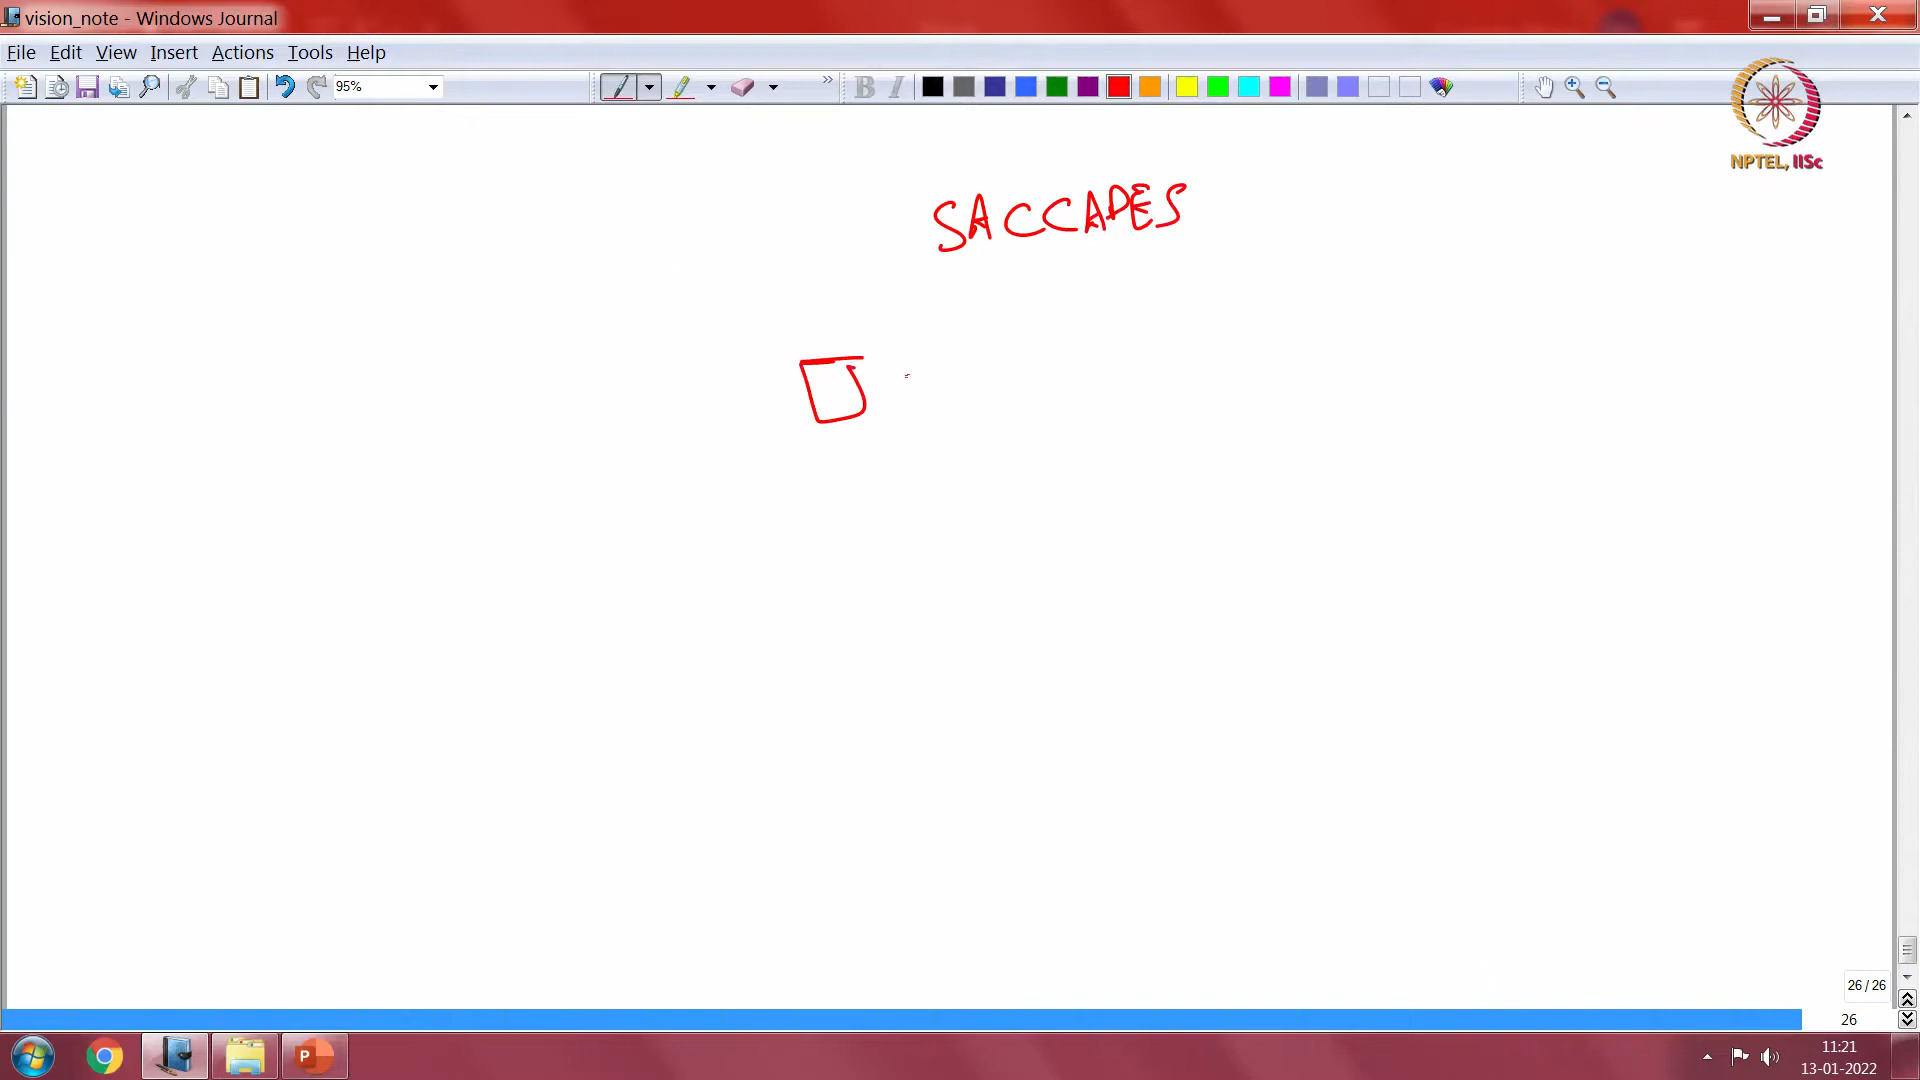 vision_note - Windows Journal
File Edit View Insert Actions Tools Help
95%
B I
NPTEL, IISc
SACCADES
26 / 26
26
P
11:21
13-01-2022